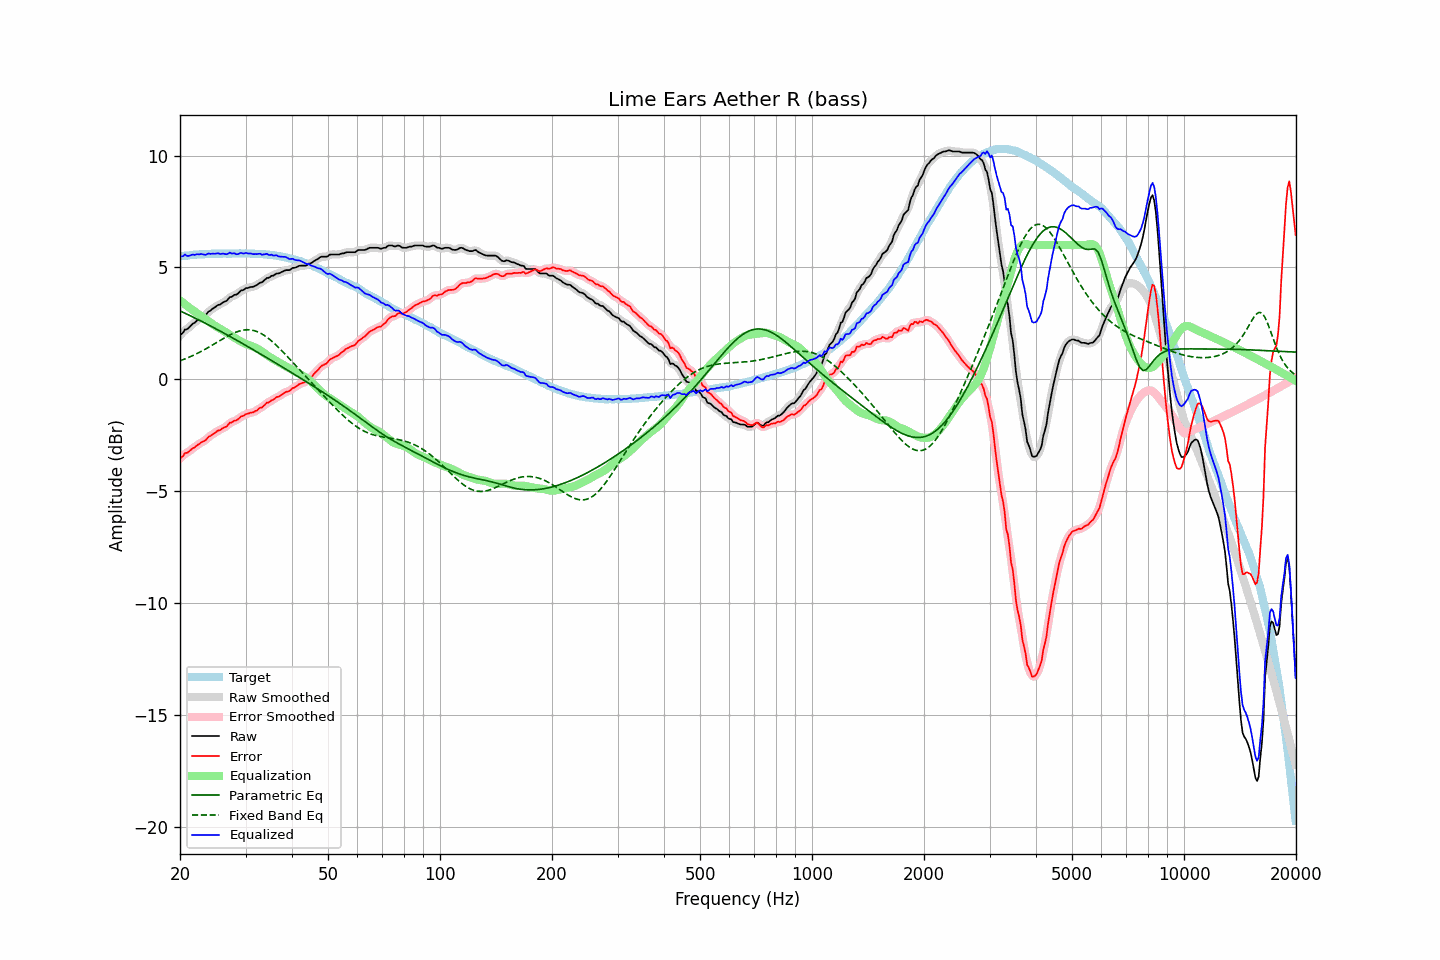 Lime Ears Aether R (bass)
Amplitude (dBr)
10
5
0
−5
−10
−15
−20
Target
Raw Smoothed
Error Smoothed
Raw
Error
Equalization
Parametric Eq
Fixed Band Eq
Equalized
20 50 100 200 500 1000 2000 5000 10000 20000
Frequency (Hz)